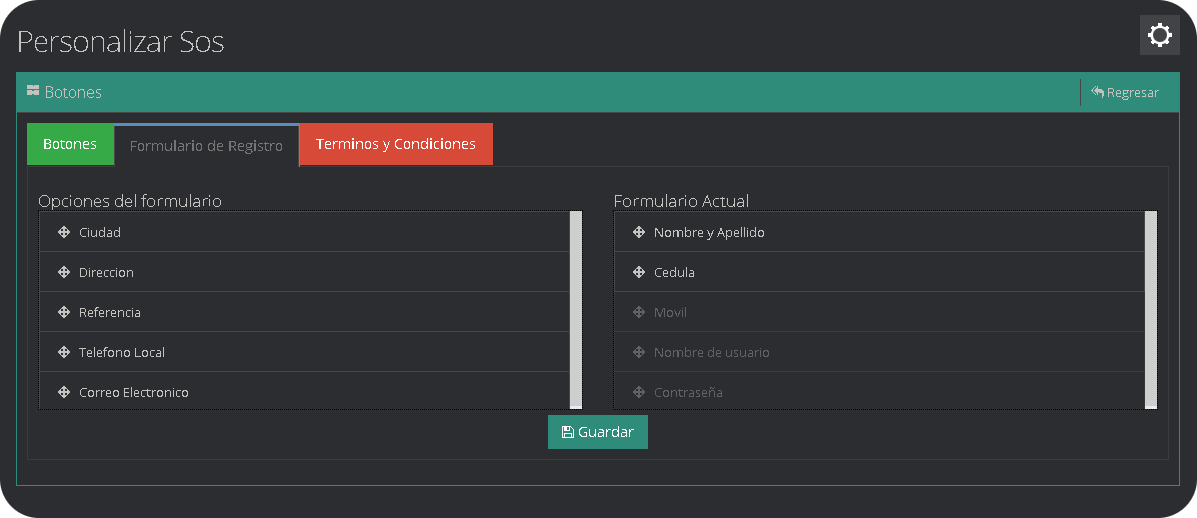 Personalizar Sos
Botones
Regresar
Botones
Formulario de Registro
Terminos y Condiciones
Opciones del formulario
Ciudad
Direccion
Referencia
Telefono Local
Correo Electronico
Formulario Actual
Nombre y Apellido
Cedula
Movil
Nombre de usuario
Contraseña
Guardar